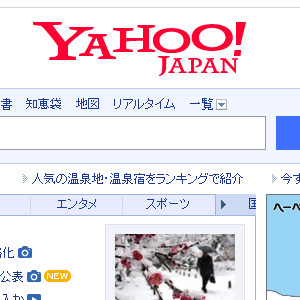 YAHOO!
JAPAN
書 知恵袋 地図 リアルタイム 一覧
人気の温泉地・温泉宿をランキングで紹介 今す
エンタメ スポーツ 国
化
公表 NEW
入か
ヘーベ